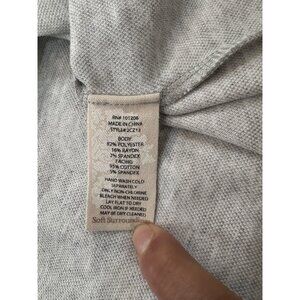 RN# 101206
MADE IN CHINA
STYLE#2CZ13
BODY:
82% POLYESTER
16% RAYON
2% SPANDEX
FACING:
95% COTTON
5% SPANDEX
HAND WASH COLD
SEPARATELY
ONLY NON-CHLORINE
BLEACH WHEN NEEDED
LAY FLAT TO DRY
COOL IRON IF NEEDED
MAY BE DRY CLEANED
Soft Surroundings